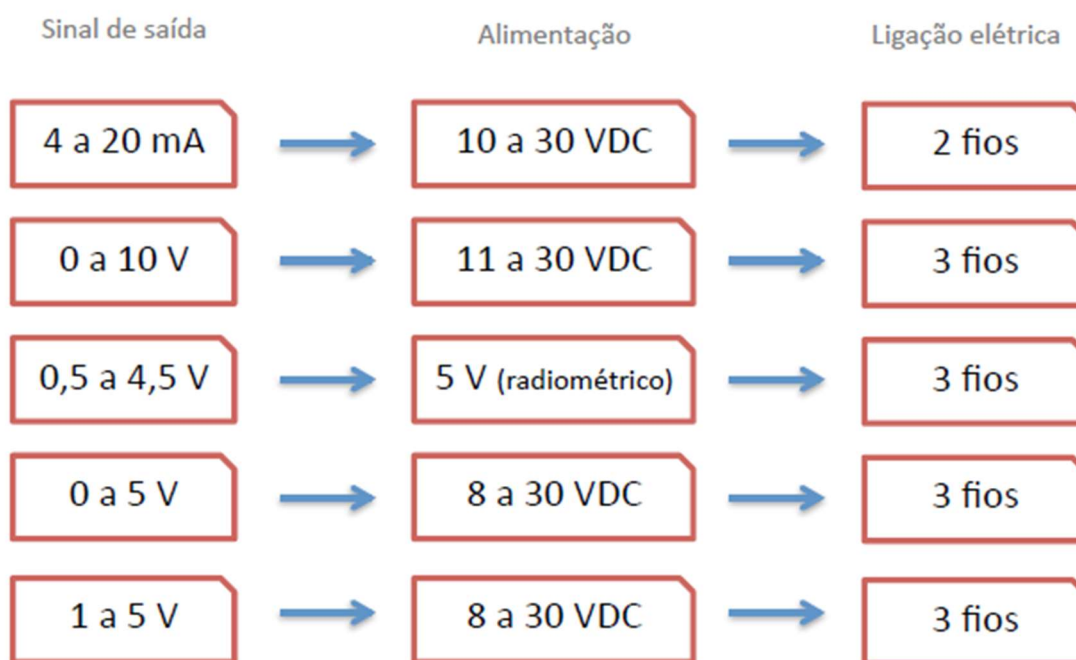 Sinal de saída Alimentação Ligação elétrica
4 a 20 mA 10 a 30 VDC 2 fios
0 a 10 V 11 a 30 VDC 3 fios
0,5 a 4,5 V 5 V (radiométrico) 3 fios
0 a 5 V 8 a 30 VDC 3 fios
1 a 5 V 8 a 30 VDC 3 fios